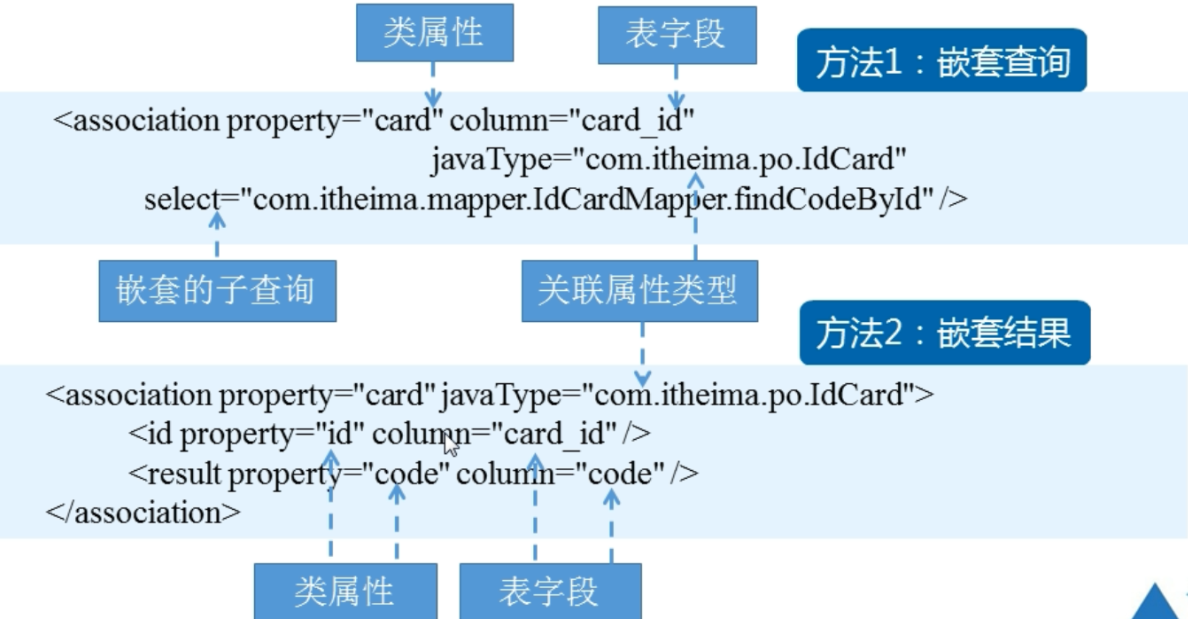 类属性
表字段
方法1：嵌套查询
<association property="card" column="card_id"
javaType="com.itheima.po.IdCard"
select="com.itheima.mapper.IdCardMapper.findCodeById" />
嵌套的子查询
关联属性类型
方法2：嵌套结果
<association property="card" javaType="com.itheima.po.IdCard">
<id property="id" column="card_id" />
<result property="code" column="code" />
</association>
类属性
表字段